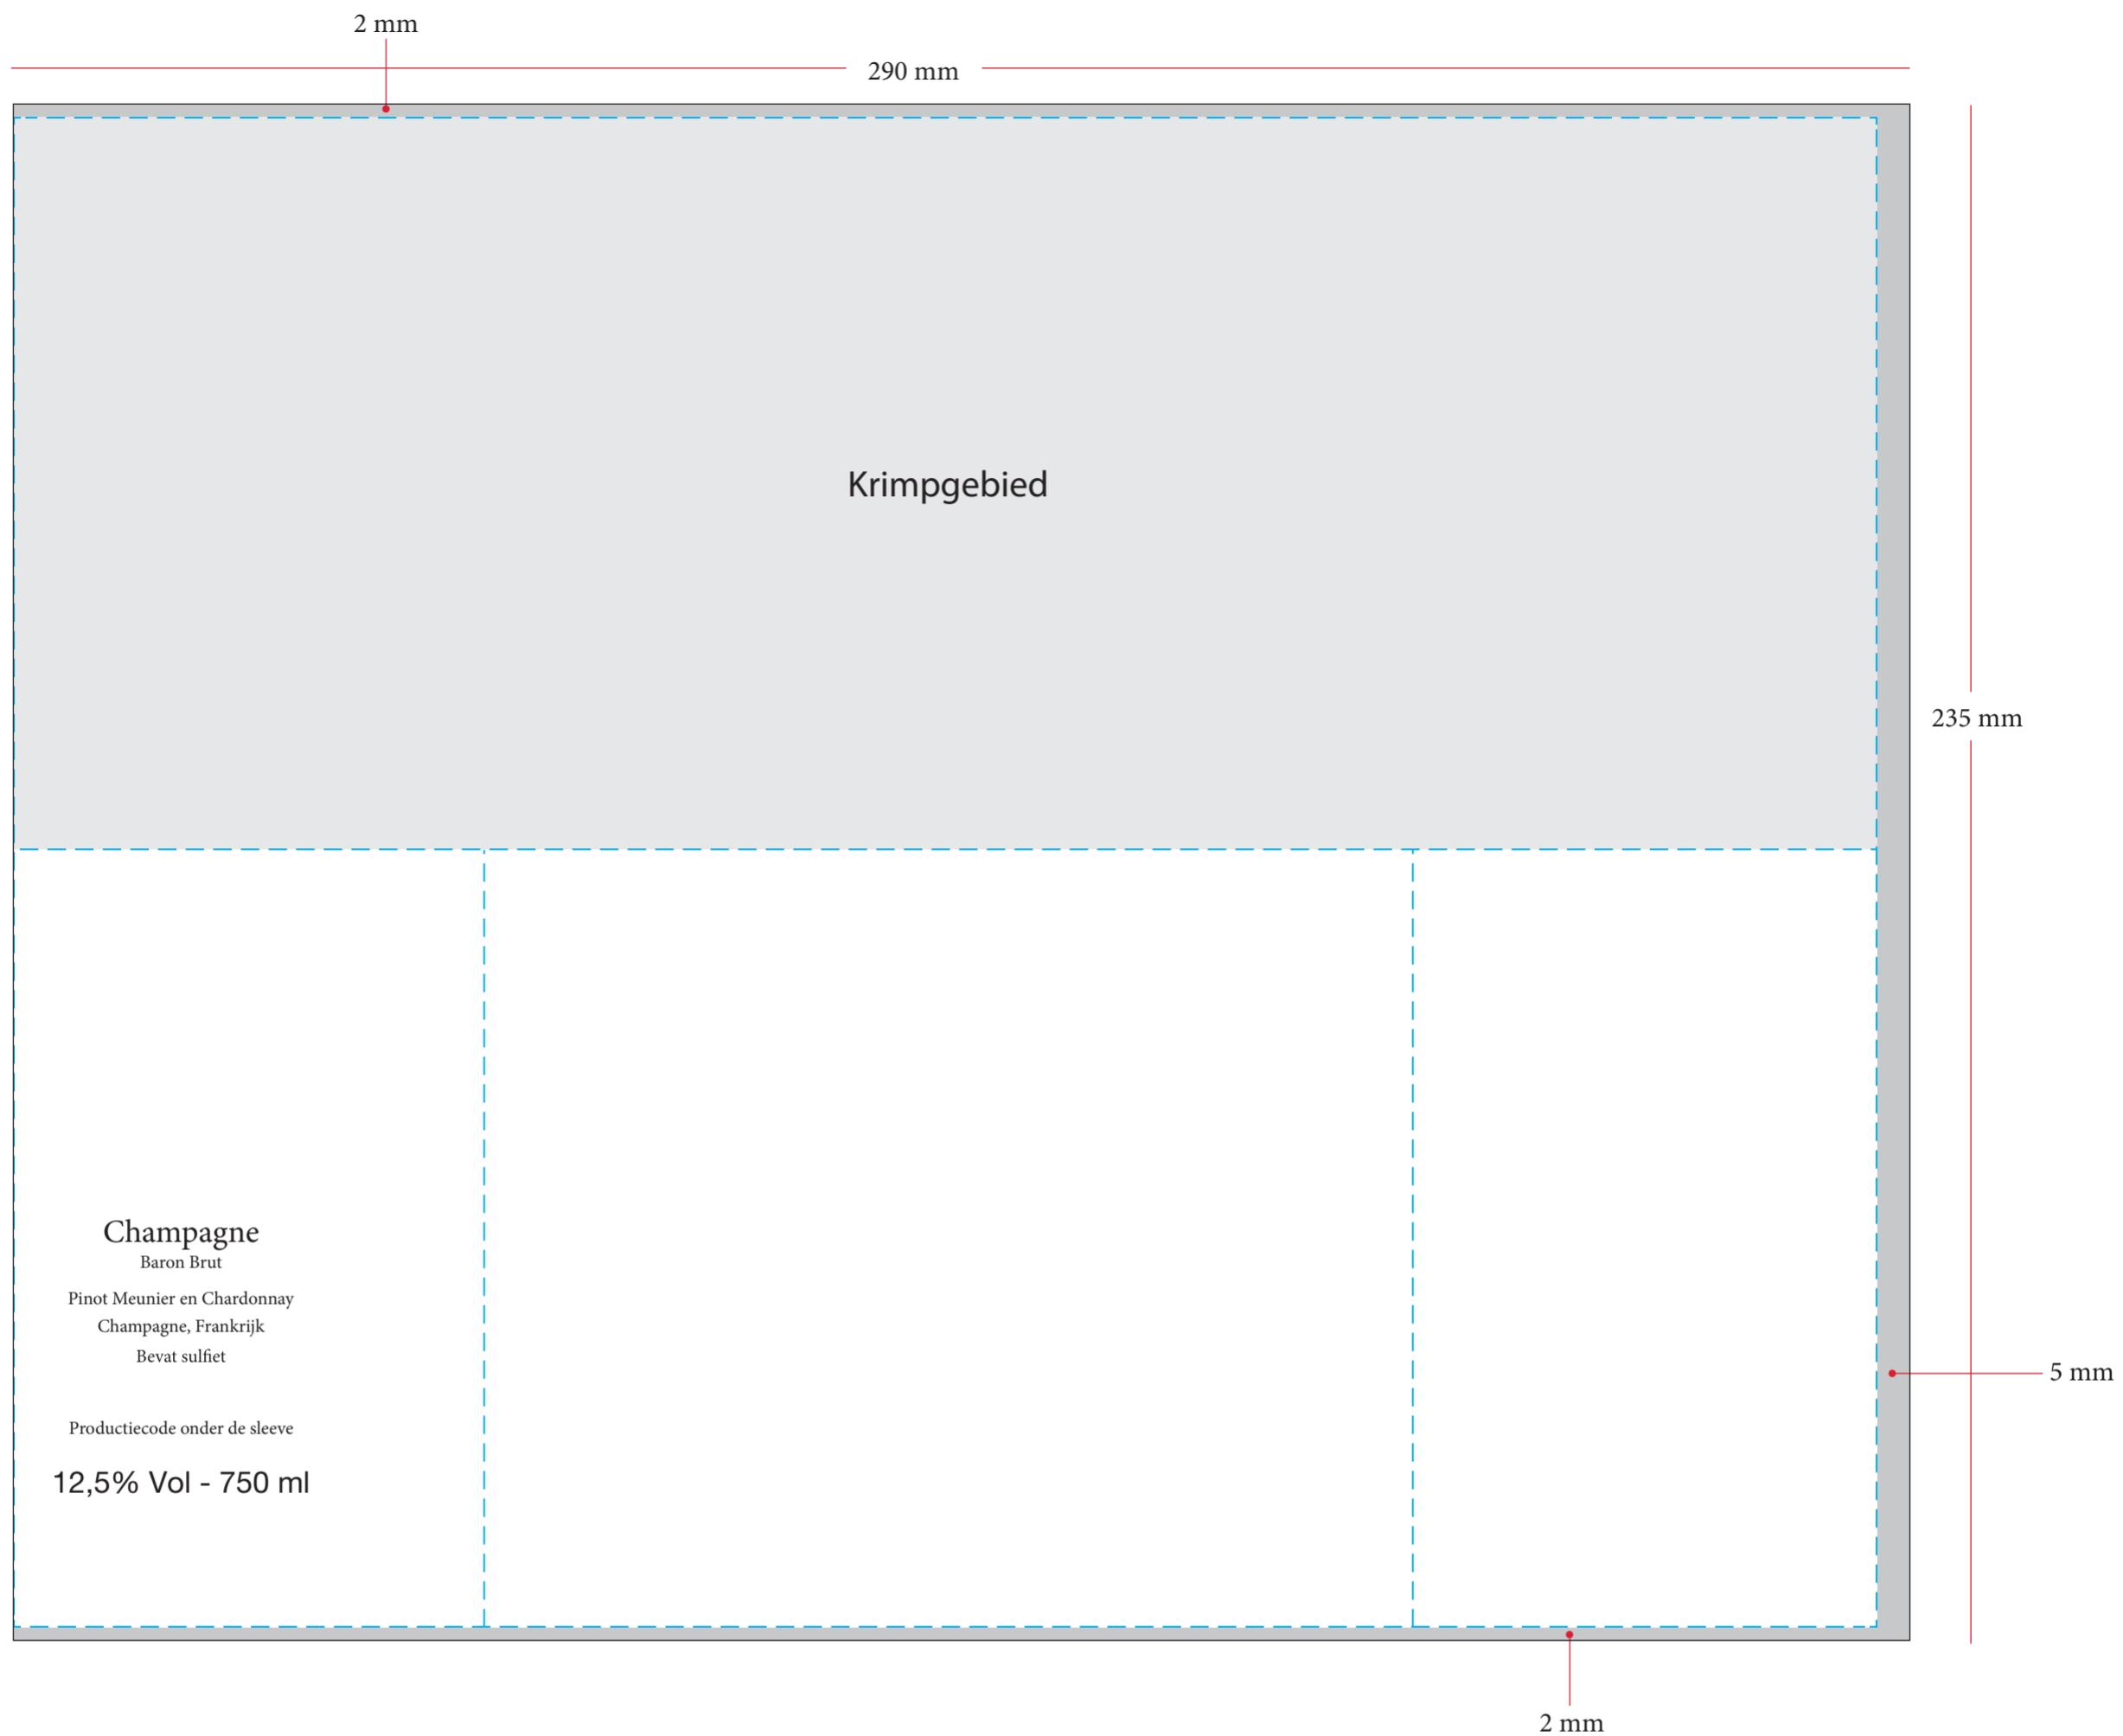 2 mm
290 mm
Krimpgebied
235 mm
Champagne
Baron Brut
Pinot Meunier en Chardonnay
Champagne, Frankrijk
Bevat sulfiet
5 mm
Productiecode onder de sleeve
12,5% Vol - 750 ml
2 mm